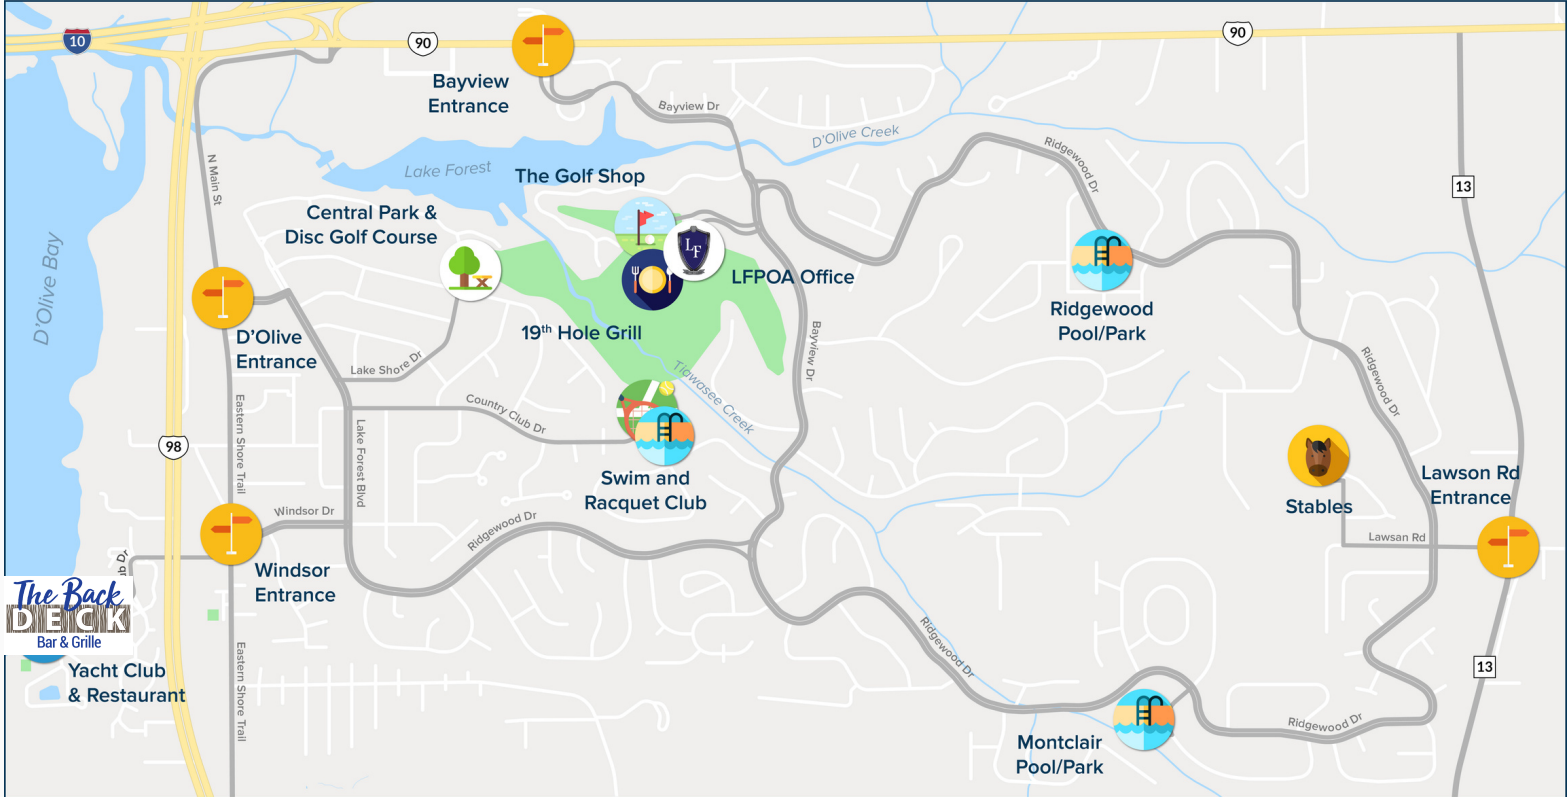 10
90
90
Bayview
Entrance
Bayview Dr
D'Olive Creek
Ridgewood Dr
N Main St
Lake Forest
The Golf Shop
13
Central Park &
Disc Golf Course
LF
D'Olive Bay
LFPOA Office
Ridgewood
Pool/Park
19th Hole Grill
D'Olive
Entrance
Bayview Dr
Lake Shore Dr
Tiawasee Creek
Ridgewood Dr
Country Club Dr
Eastern Shore Trail
Lake Forest Blvd
98
Swim and
Racquet Club
Stables
Lawson Rd
Entrance
Windsor Dr
Ridgewood Dr
Lawsan Rd
Windsor
Entrance
The Back
DECK
Bar & Grille
Ridgewood Dr
Yacht Club
& Restaurant
Eastern Shore Trail
13
Ridgewood Dr
Montclair
Pool/Park